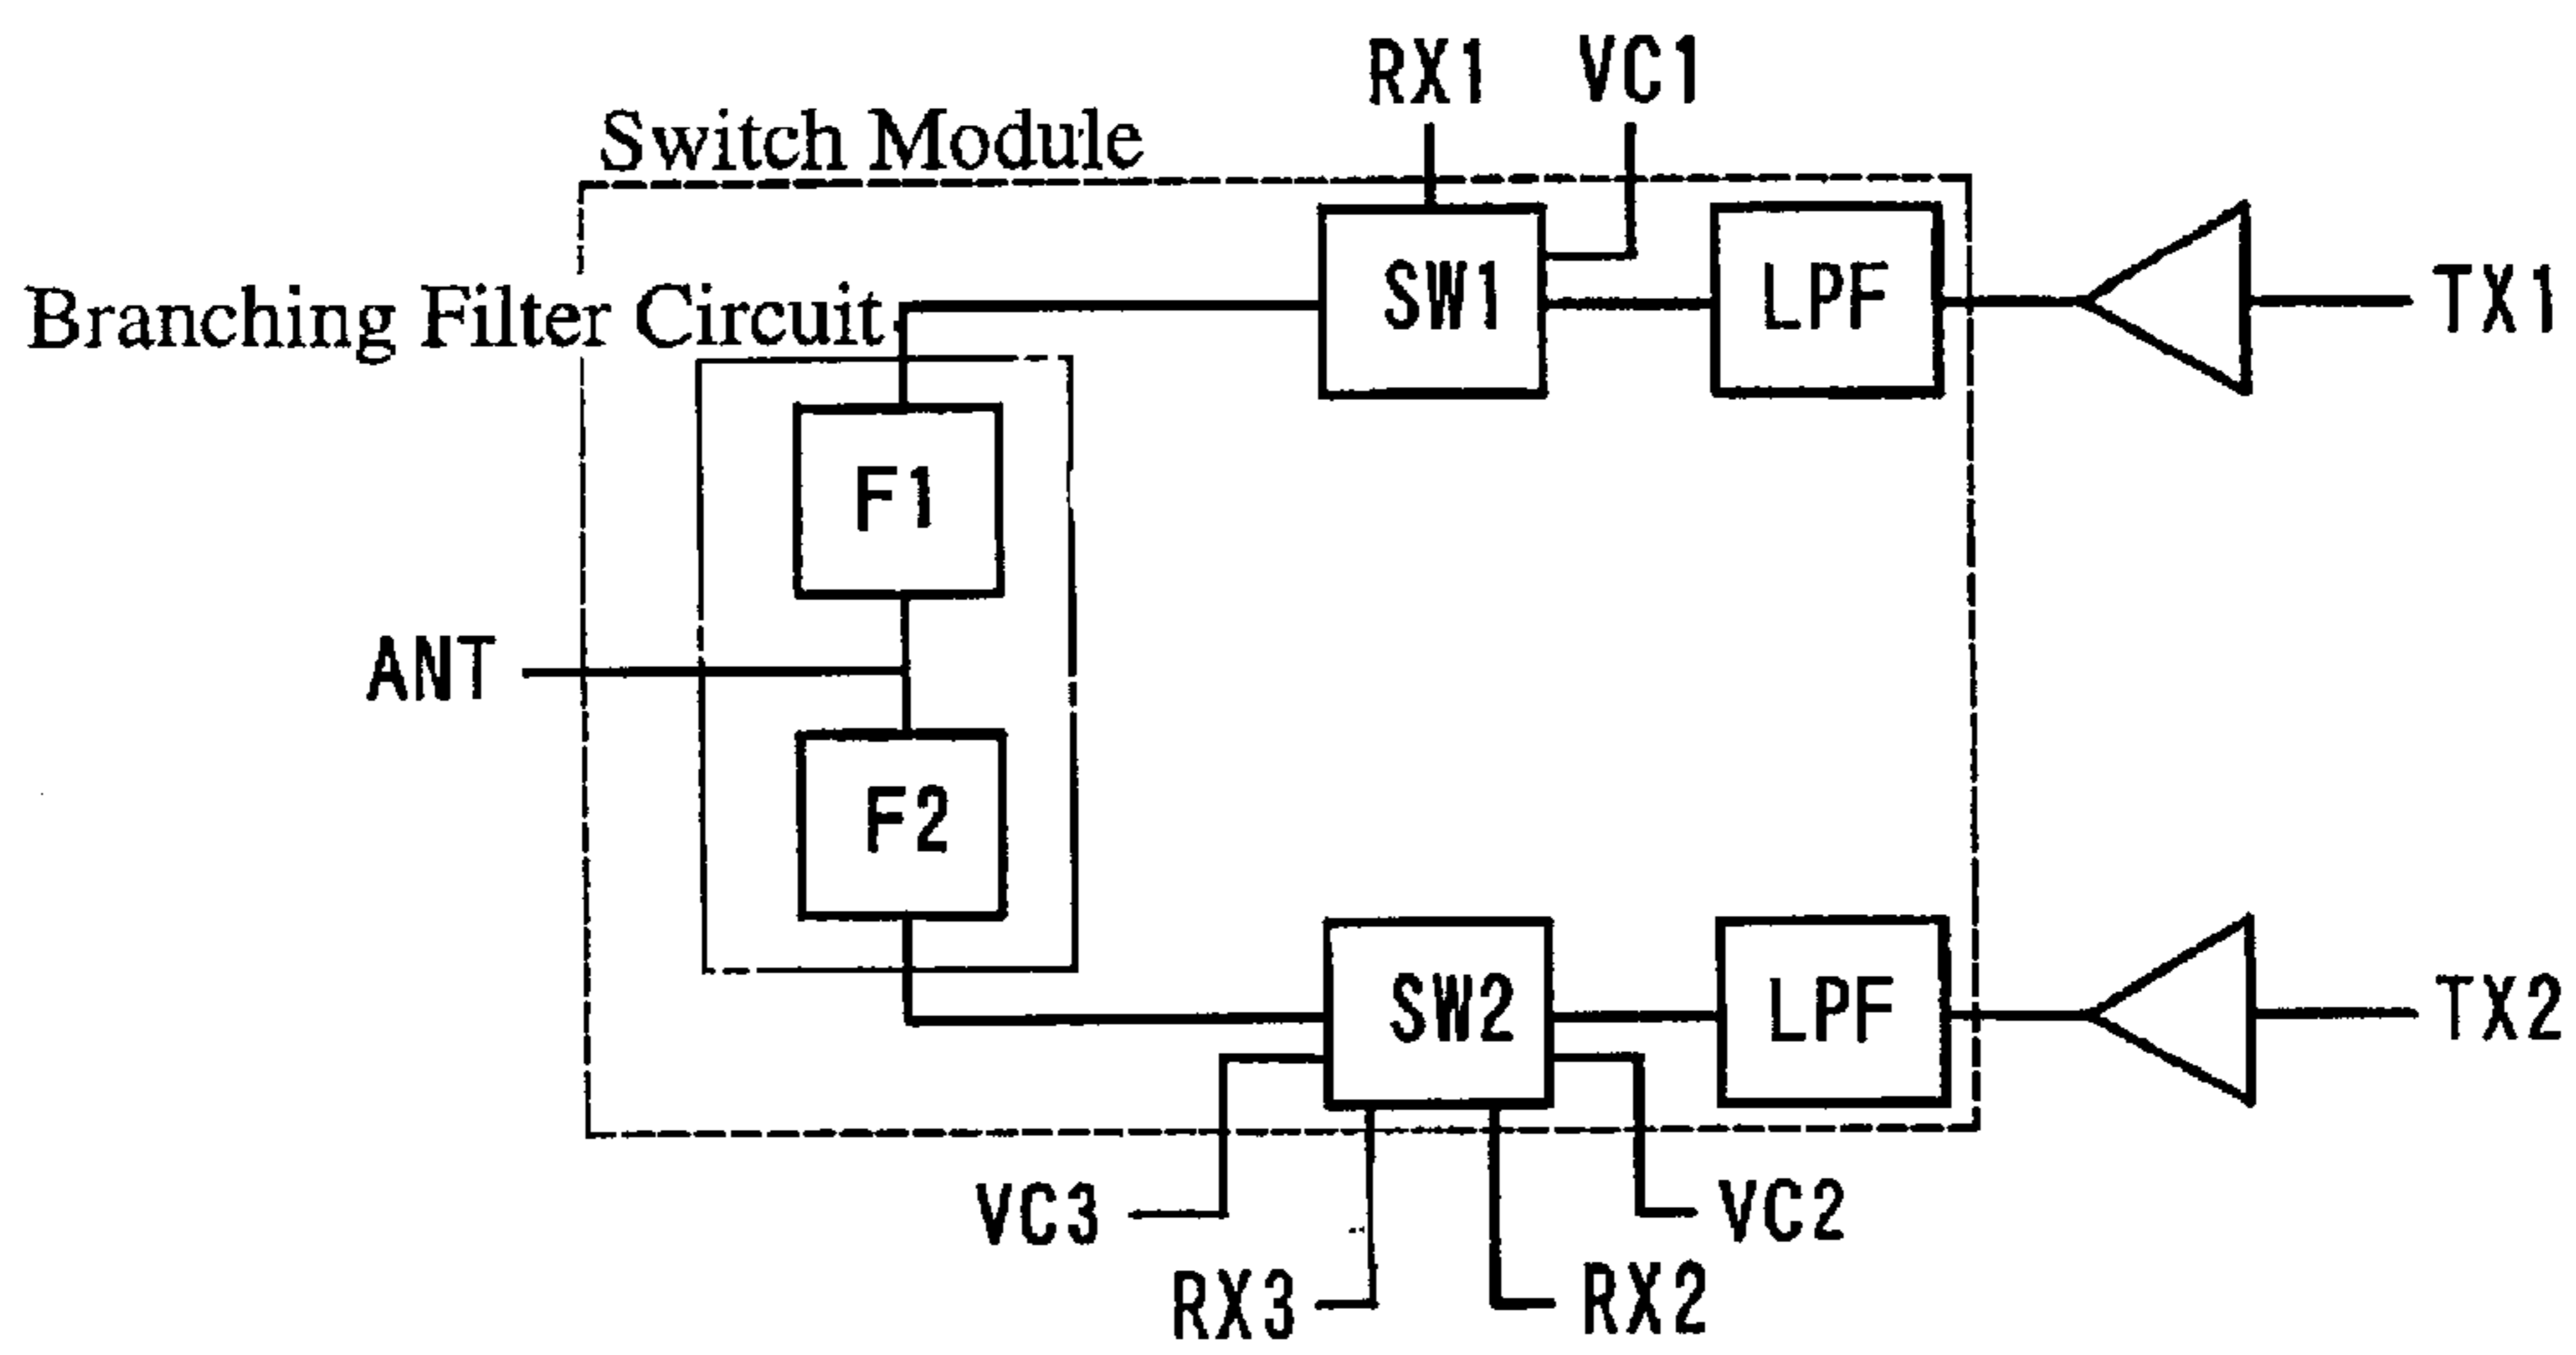 RX1 VC1
Switch Module
SW1 LPF TX1
Branching Filter Circuit
F1
ANT
F2
SW2 LPF TX2
VC3 VC2
RX3 RX2